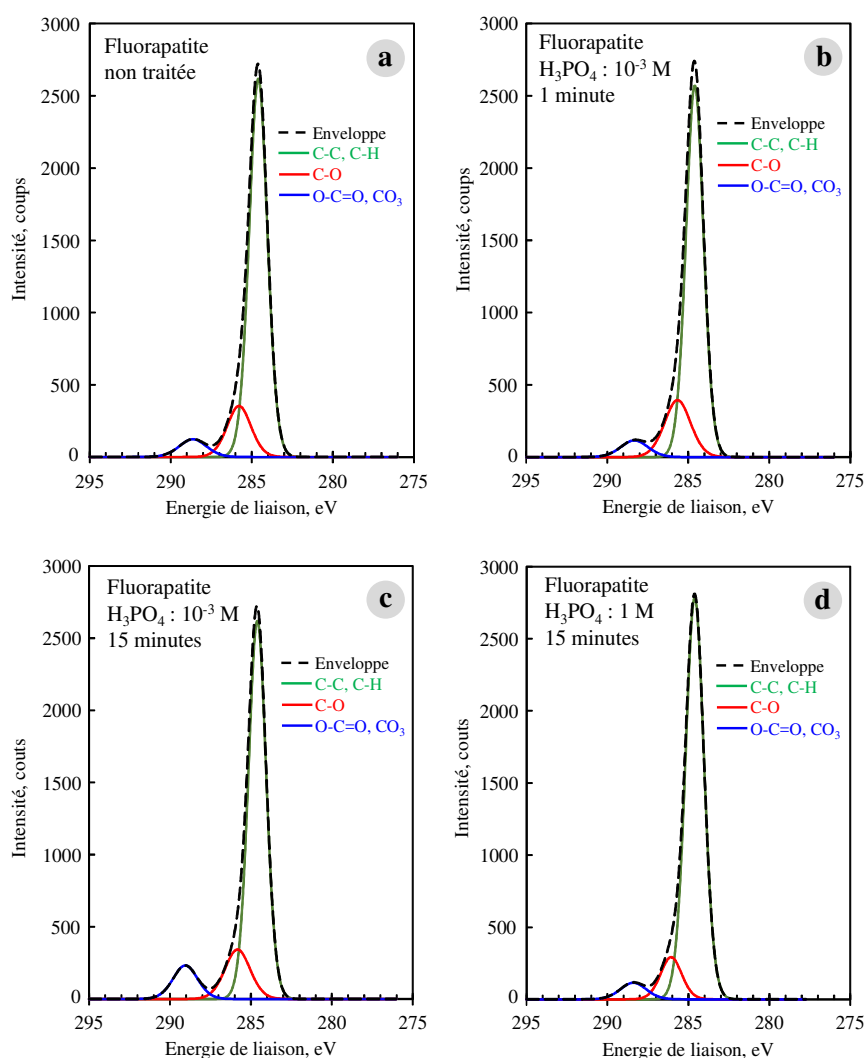 Fluorapatite
non traitée
a
Enveloppe
C-C, C-H
C-O
O-C=O, CO₃
3000
2500
2000
1500
1000
500
0
Intensité, coups
295 290 285 280 275
Energie de liaison, eV
Fluorapatite
H₃PO₄ : 10⁻³ M
1 minute
b
Enveloppe
C-C, C-H
C-O
O-C=O, CO₃
3000
2500
2000
1500
1000
500
0
Intensité, coups
295 290 285 280 275
Energie de liaison, eV
Fluorapatite
H₃PO₄ : 10⁻³ M
15 minutes
c
Enveloppe
C-C, C-H
C-O
O-C=O, CO₃
3000
2500
2000
1500
1000
500
0
Intensité, couts
295 290 285 280 275
Energie de liaison, eV
Fluorapatite
H₃PO₄ : 1 M
15 minutes
d
Enveloppe
C-C, C-H
C-O
O-C=O, CO₃
3000
2500
2000
1500
1000
500
0
Intensité, couts
295 290 285 280 275
Energie de liaison, eV